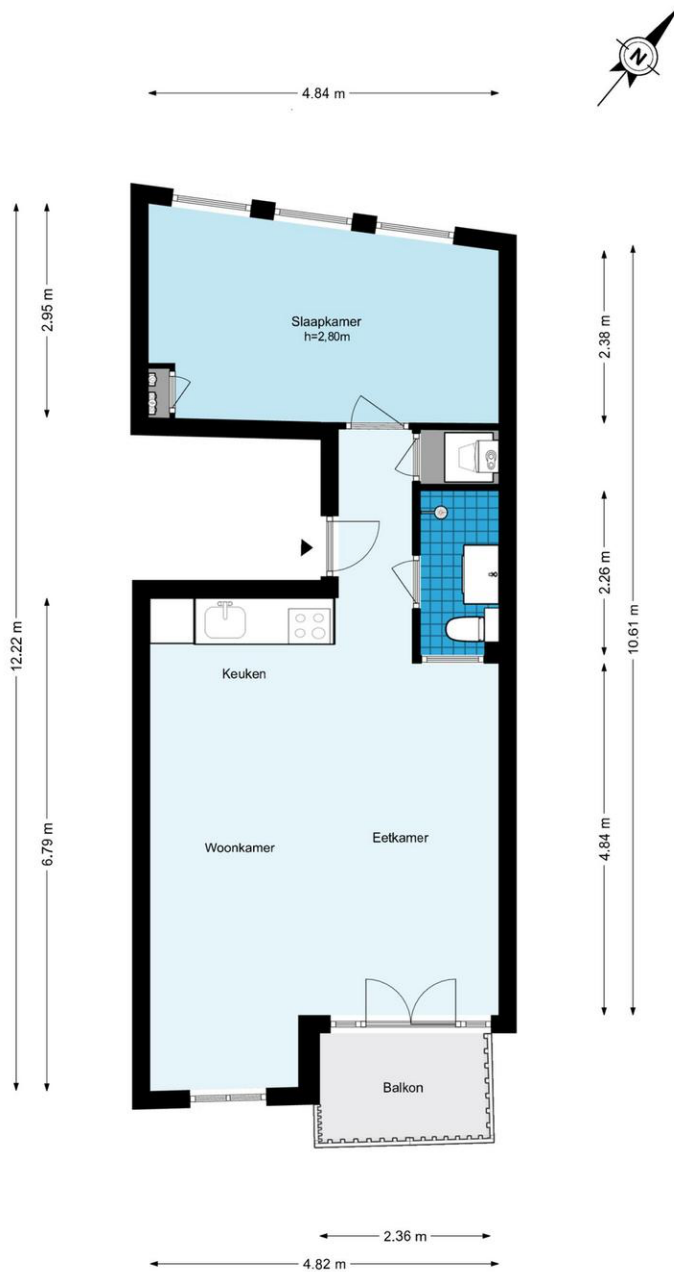 N
4.84 m
12.22 m
2.95 m
Slaapkamer
h=2,80m
2.38 m
10.61 m
2.26 m
Keuken
6.79 m
Woonkamer
Eetkamer
4.84 m
Balkon
2.36 m
4.82 m